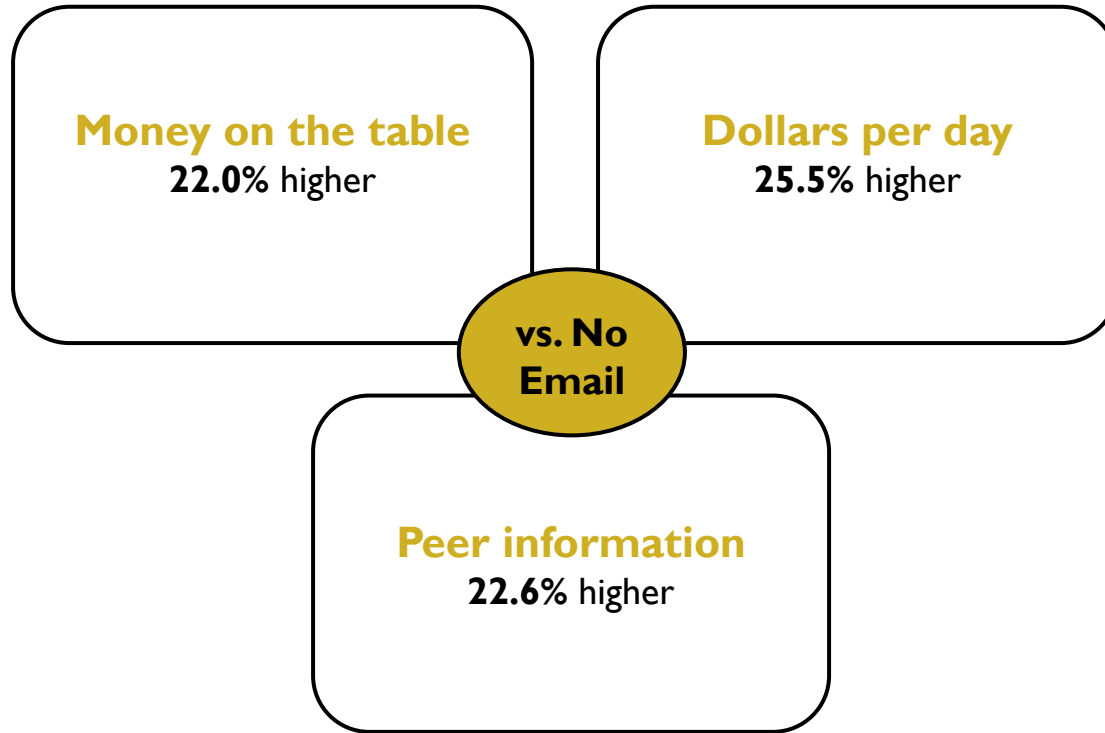 Money on the table
22.0% higher
Dollars per day
25.5% higher
vs. No
Email
Peer information
22.6% higher